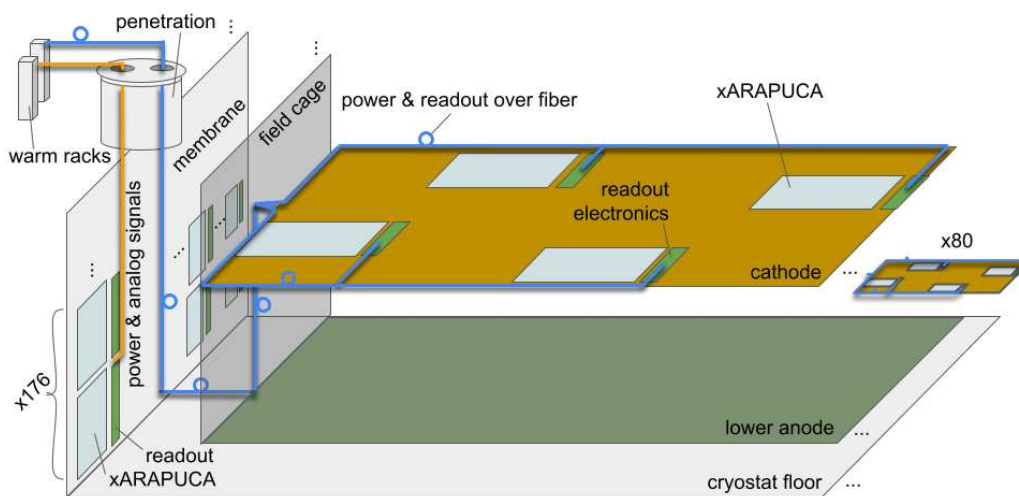 penetration
...
...
warm racks
membrane
field cage
power & readout over fiber
xARAPUCA
readout
electronics
power & analog signals
...
...
...
x80
cathode ...
x176
readout
xARAPUCA
lower anode ...
cryostat floor ...